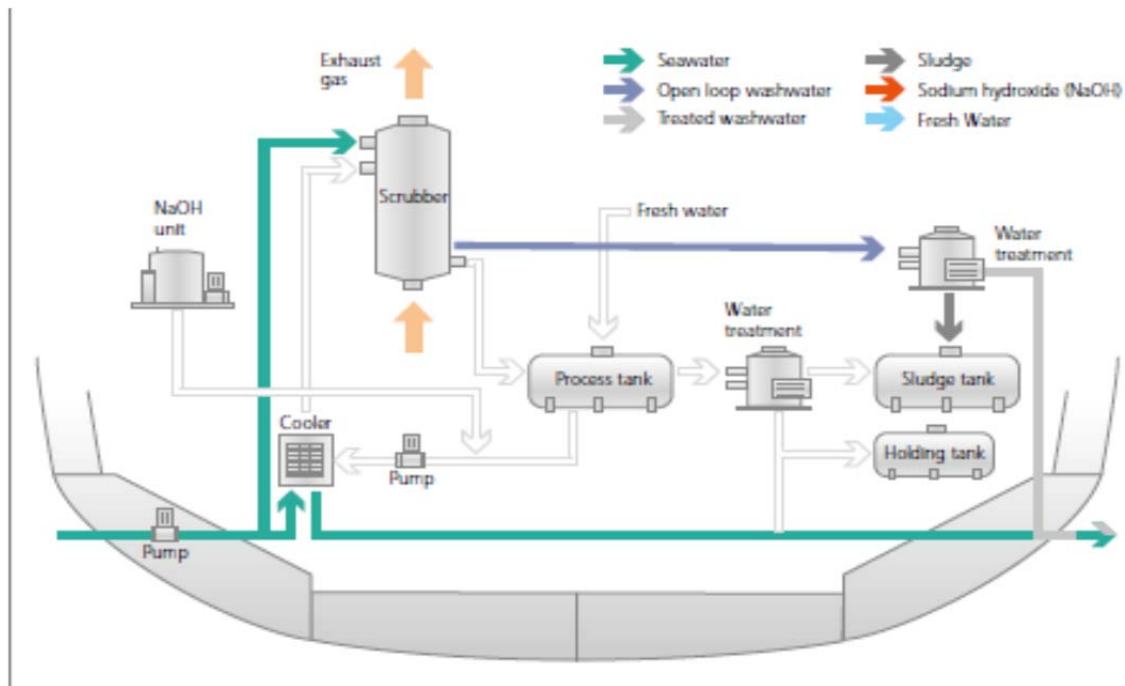 Exhaust
gas
Seawater
Open loop washwater
Treated washwater
Sludge
Sodium hydroxide (NaOH)
Fresh Water
Scrubber
NaOH
unit
Fresh water
Water
treatment
Water
treatment
Process tank
Sludge tank
Cooler
Holding tank
Pump
Pump